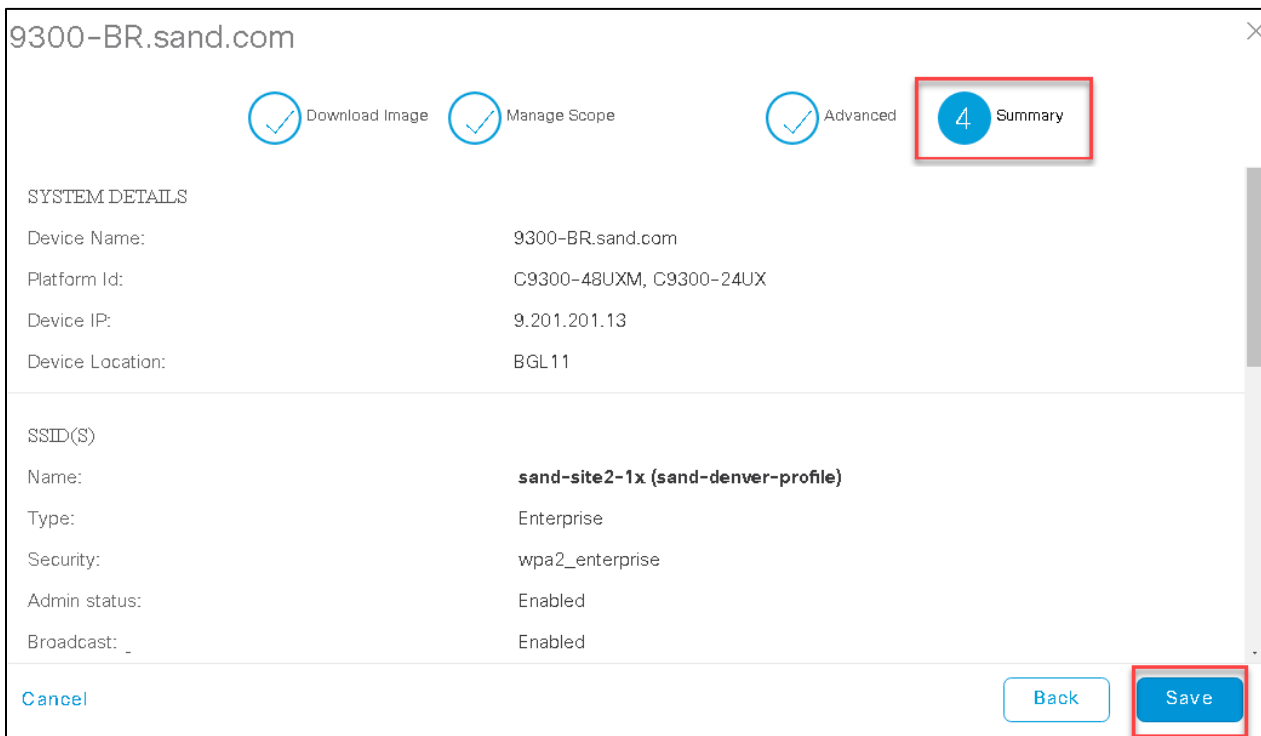 9300-BR.sand.com
Download Image Manage Scope Advanced 4 Summary
SYSTEM DETAILS
Device Name: 9300-BR.sand.com
Platform Id: C9300-48UXM, C9300-24UX
Device IP: 9.201.201.13
Device Location: BGL11
SSID(S)
Name: sand-site2-1x (sand-denver-profile)
Type: Enterprise
Security: wpa2_enterprise
Admin status: Enabled
Broadcast: Enabled
Cancel Back Save